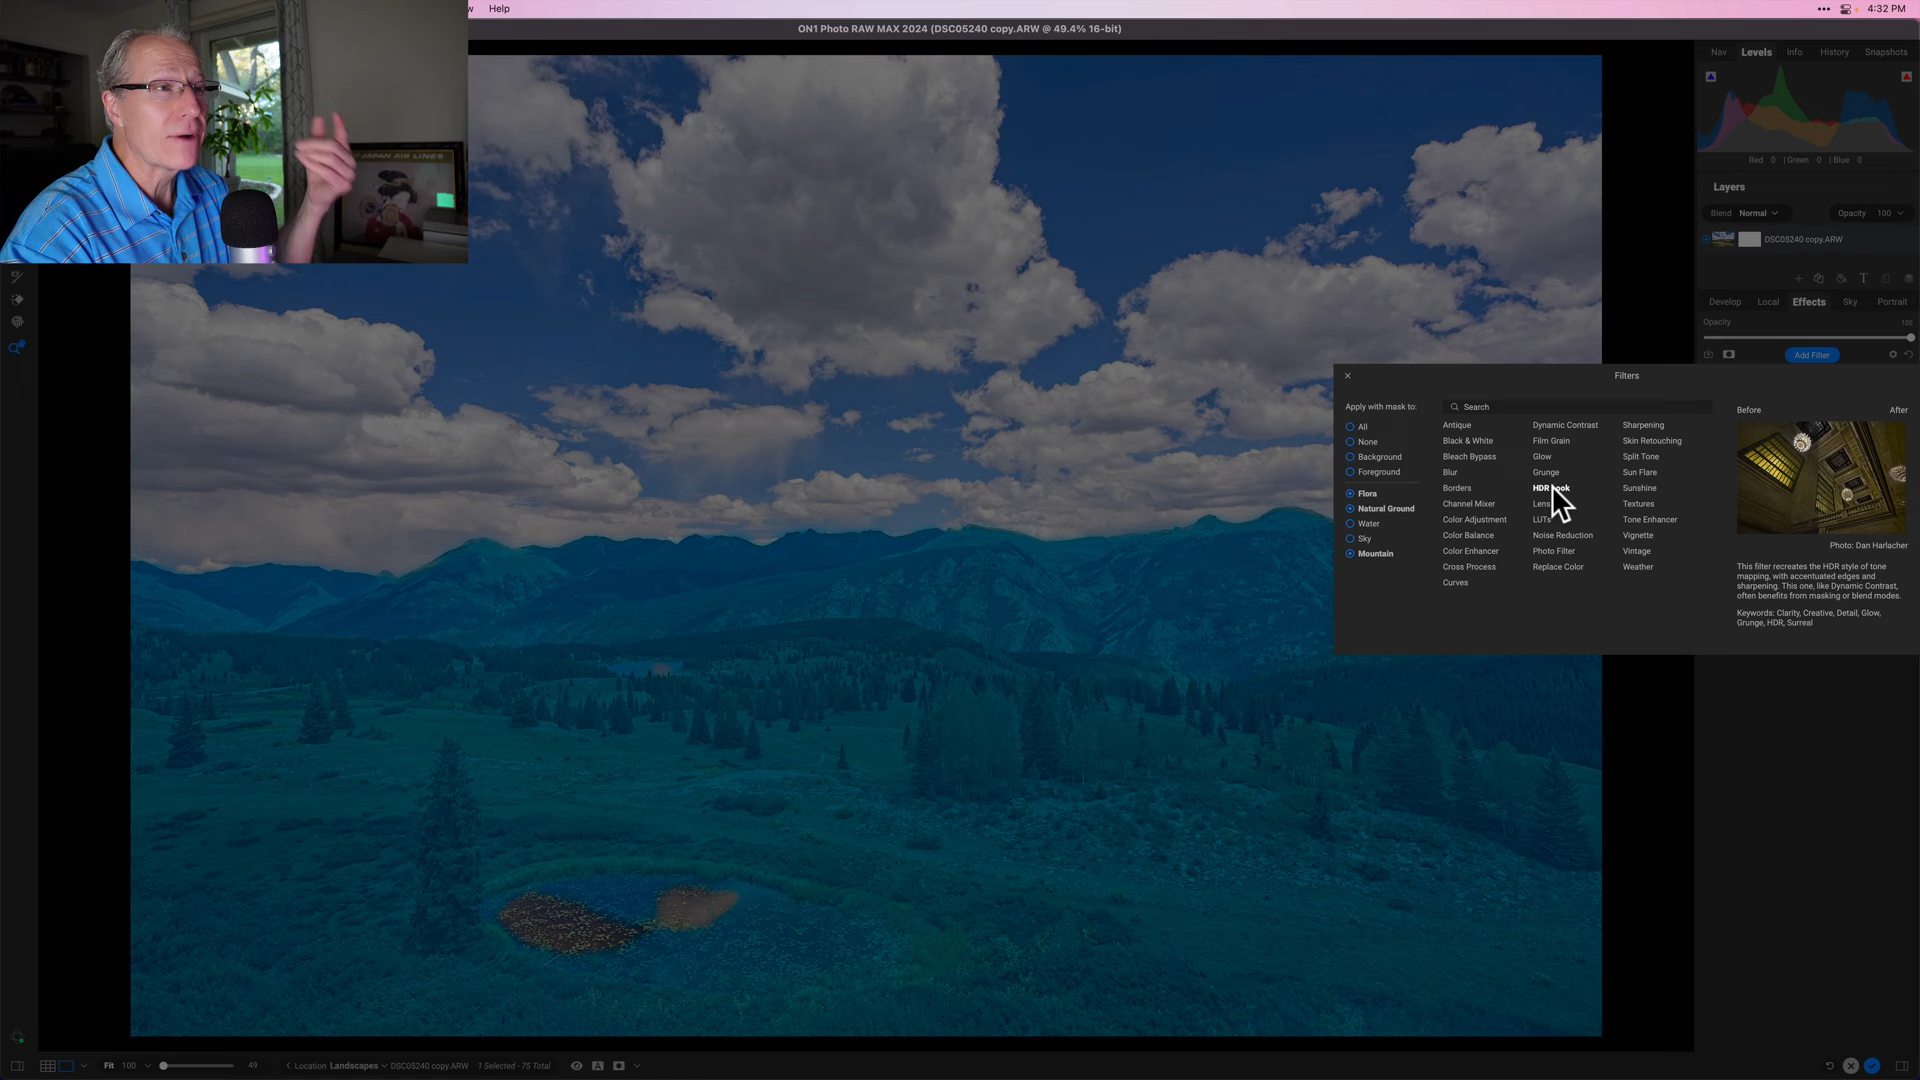 w Help
4:32 PM
ON1 Photo RAW MAX 2024 (DSC05240 copy.ARW @ 49.4% 16-bit)
JAPAN AIR LINES
Nav Levels Info History Snapshots
Red 0 | Green 0 | Blue 0
Layers
Blend Normal Opacity 100
DSC05240 copy.ARW
T
Develop Local Effects Sky Portrait
Opacity 100
Add Filter
Filters
Apply with mask to:
All
None
Background
Foreground
Flora
Natural Ground
Water
Sky
Mountain
Search
Antique
Black & White
Bleach Bypass
Blur
Borders
Channel Mixer
Color Adjustment
Color Balance
Color Enhancer
Cross Process
Curves
Dynamic Contrast
Film Grain
Glow
Grunge
HDR Look
Lens
LUTs
Noise Reduction
Photo Filter
Replace Color
Sharpening
Skin Retouching
Split Tone
Sun Flare
Sunshine
Textures
Tone Enhancer
Vignette
Vintage
Weather
Before After
Photo: Dan Harlacher
This filter recreates the HDR style of tone
mapping, with accentuated edges and
sharpening. This one, like Dynamic Contrast,
often benefits from masking or blend modes.
Keywords: Clarity, Creative, Detail, Glow,
Grunge, HDR, Surreal
Fit 100 49 Location Landscapes DSC05240 copy.ARW 1 Selected - 75 Total A